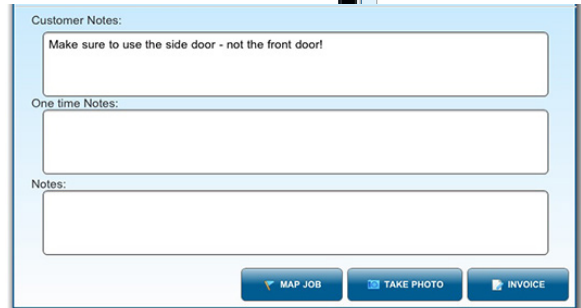 Customer Notes:
Make sure to use the side door - not the front door!
One time Notes:
Notes:
MAP JOB
TAKE PHOTO
INVOICE